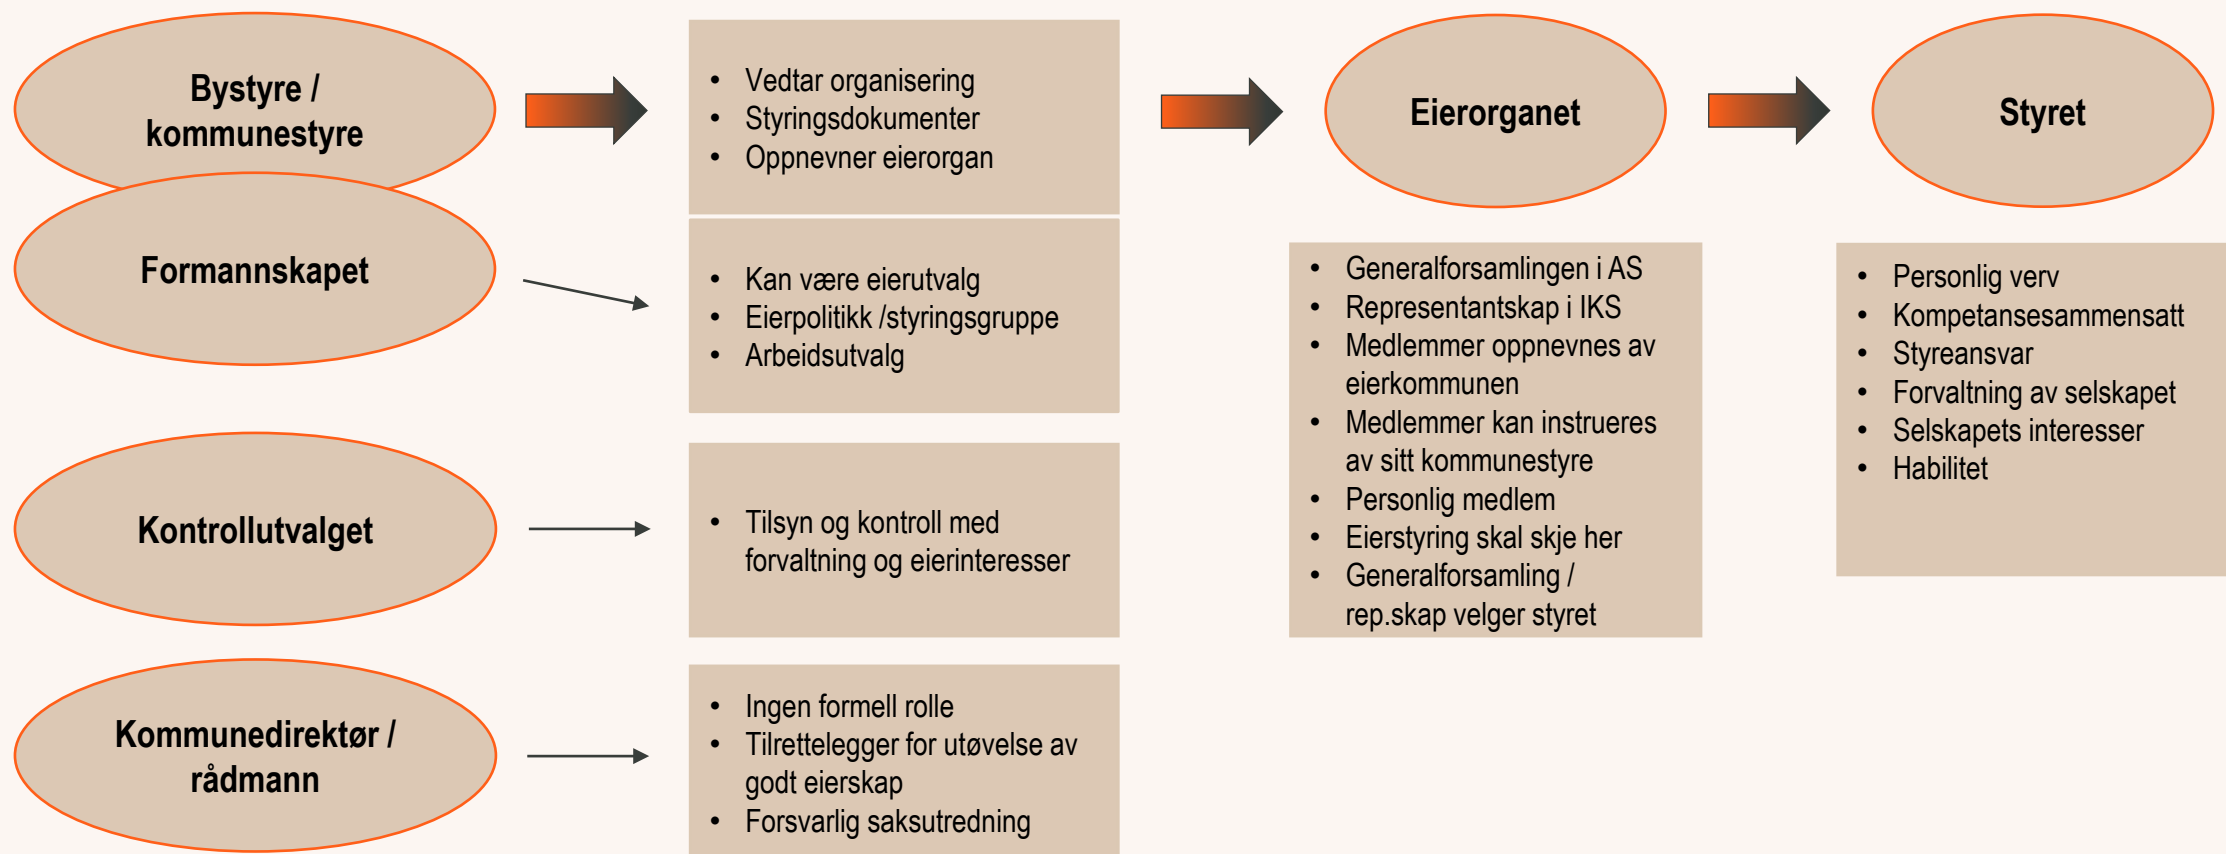 Bystyre /
kommunestyre
• Vedtar organisering
• Styringsdokumenter
• Oppnevner eierorgan
Formannskapet
• Kan være eierutvalg
• Eierpolitikk /styringsgruppe
• Arbeidsutvalg
Kontrollutvalget
• Tilsyn og kontroll med
forvaltning og eierinteresser
Kommunedirektør /
rådmann
• Ingen formell rolle
• Tilrettelegger for utøvelse av
godt eierskap
• Forsvarlig saksutredning
Eierorganet
• Generalforsamlingen i AS
• Representantskap i IKS
• Medlemmer oppnevnes av
eierkommunen
• Medlemmer kan instrueres
av sitt kommunestyre
• Personlig medlem
• Eierstyring skal skje her
• Generalforsamling /
rep.skap velger styret
Styret
• Personlig verv
• Kompetansesammensatt
• Styreansvar
• Forvaltning av selskapet
• Selskapets interesser
• Habilitet